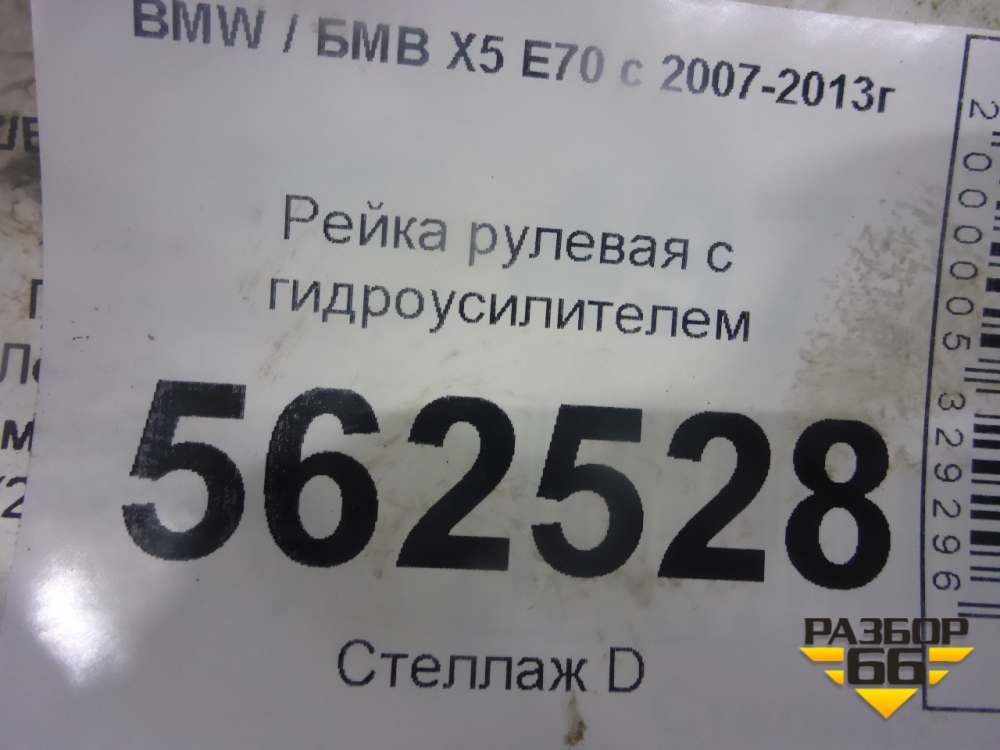 BMW / БМВ X5 E70 с 2007-2013г
Рейка рулевая с
гидроусилителем
562528
Стеллаж D
2000005329296
РАЗБОР
66